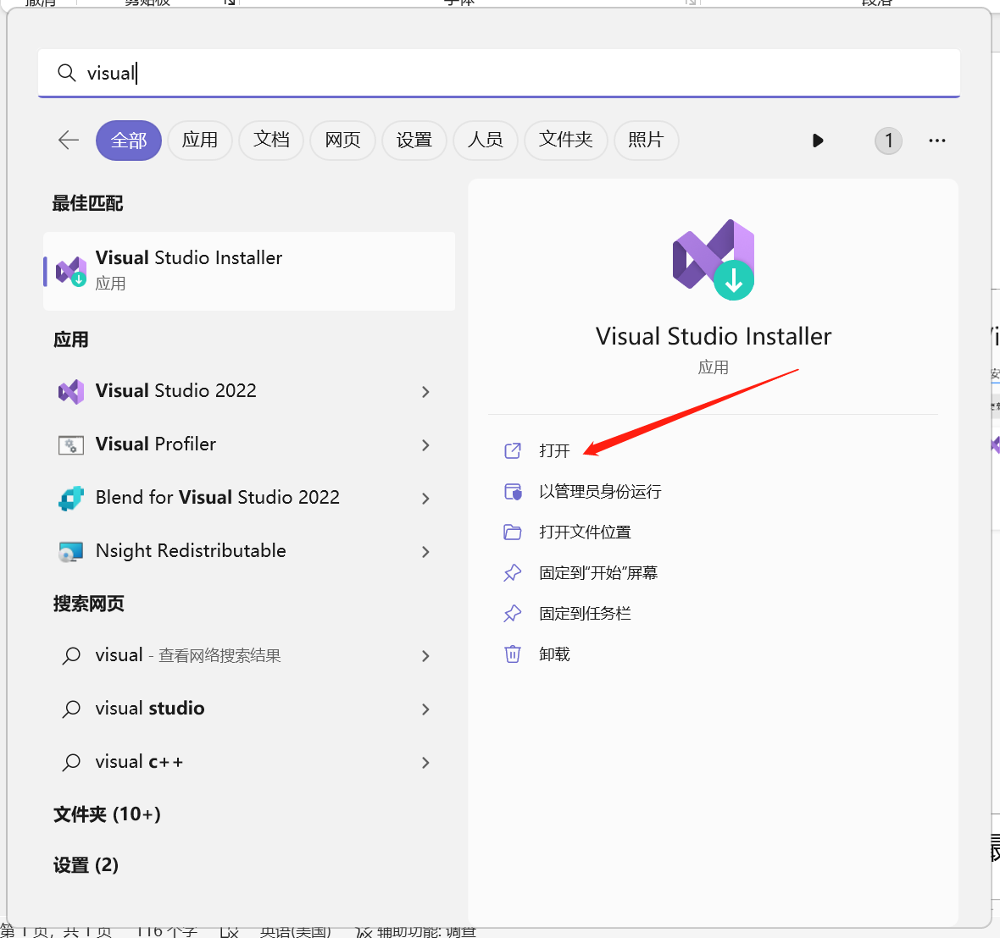 visual
全部 应用 文档 网页 设置 人员 文件夹 照片 1
最佳匹配
Visual Studio Installer
应用
应用
Visual Studio 2022
Visual Profiler
Blend for Visual Studio 2022
Nsight Redistributable
搜索网页
visual - 查看网络搜索结果
visual studio
visual c++
文件夹 (10+)
设置 (2)
Visual Studio Installer
应用
打开
以管理员身份运行
打开文件位置
固定到“开始”屏幕
固定到任务栏
卸载
第 1 页，共 1 页 116 个字 英语(美国) 辅助功能: 调查